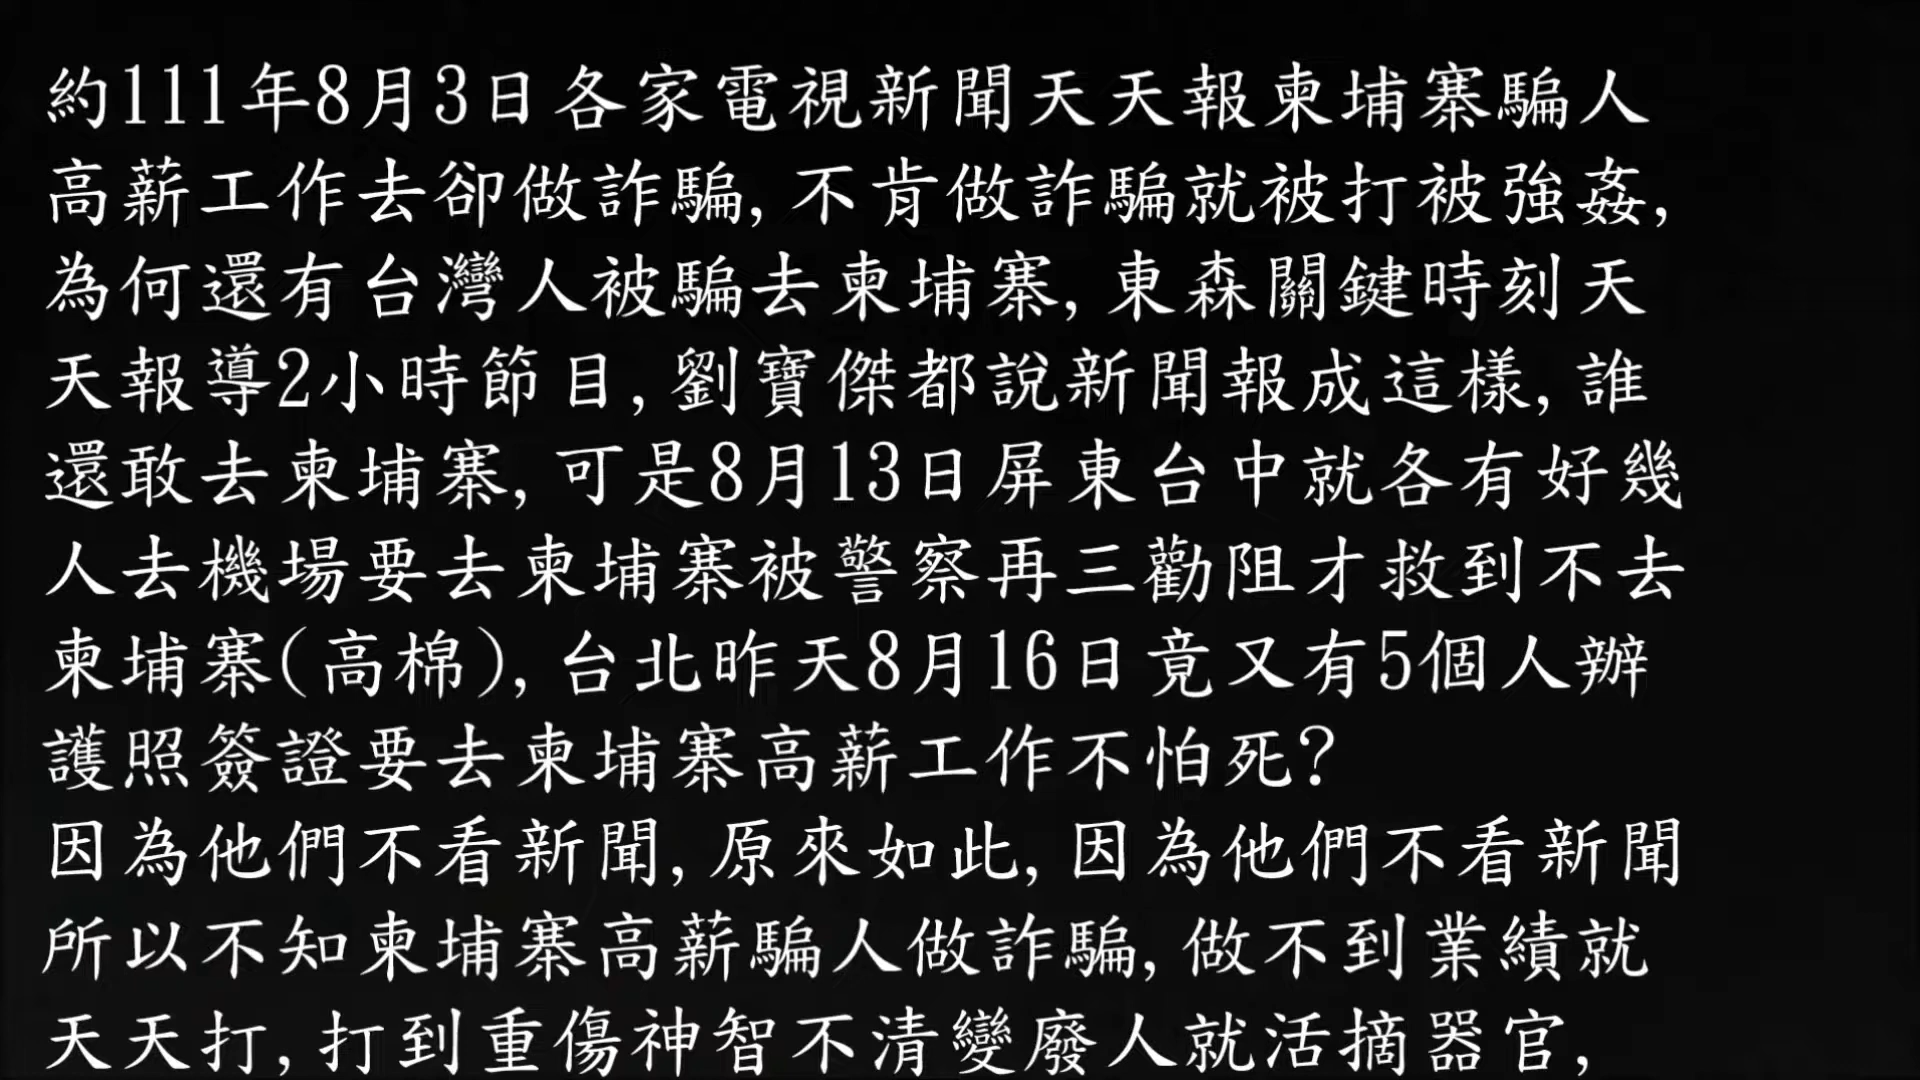 約111年8月3日各家電視新聞天天報柬埔寨騙人
高薪工作去卻做詐騙,不肯做詐騙就被打被強姦,
為何還有台灣人被騙去柬埔寨,東森關鍵時刻天
天報導2小時節目,劉寶傑都說新聞報成這樣,誰
還敢去柬埔寨,可是8月13日屏東台中就各有好幾
人去機場要去柬埔寨被警察再三勸阻才救到不去
柬埔寨(高棉),台北昨天8月16日竟又有5個人辦
護照簽證要去柬埔寨高薪工作不怕死?
因為他們不看新聞,原來如此,因為他們不看新聞
所以不知柬埔寨高薪騙人做詐騙,做不到業績就
天天打,打到重傷神智不清變廢人就活摘器官,